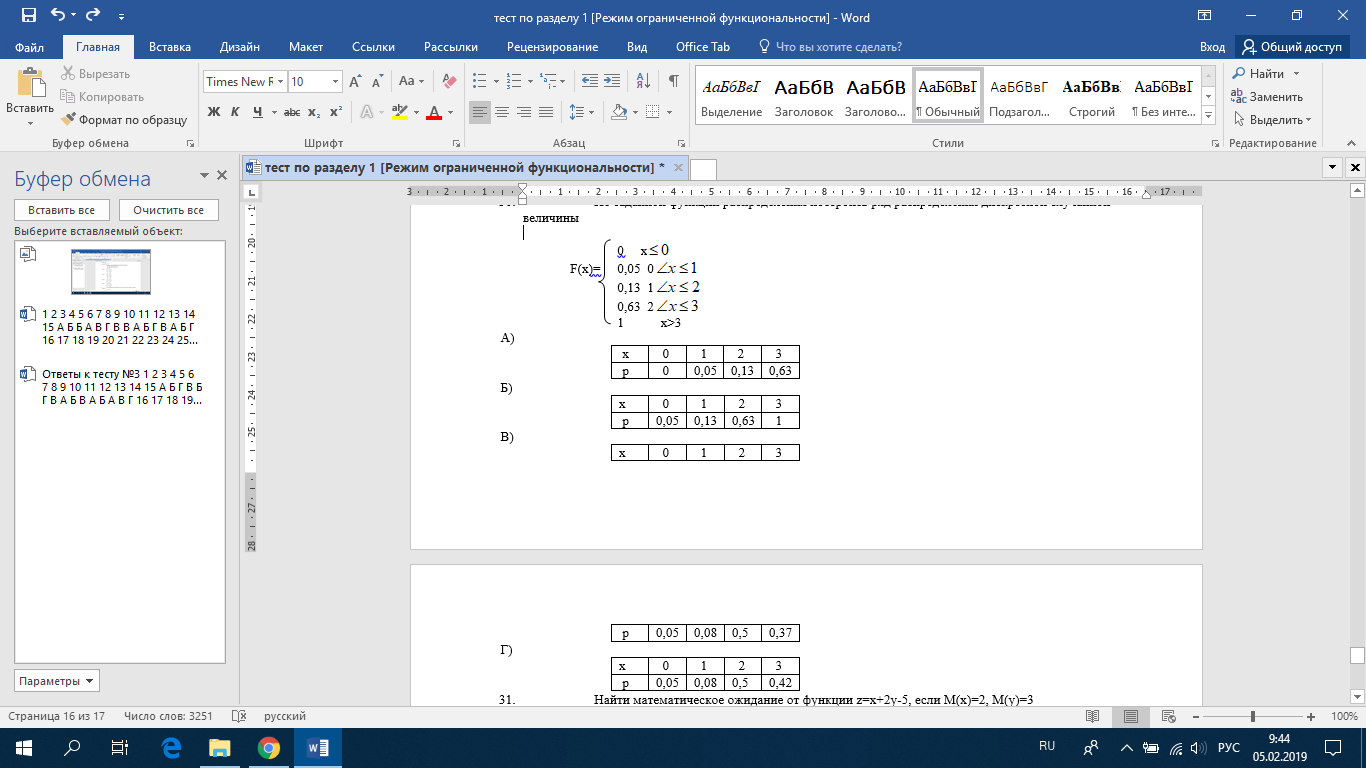 тест по разделу 1 [Режим ограниченной функциональности] - Word
Файл Главная Вставка Дизайн Макет Ссылки Рассылки Рецензирование Вид Office Tab Что вы хотите сделать? Вход Общий доступ
Вставить
Вырезать
Копировать
Формат по образцу
Буфер обмена
Times New R 10 Aa
Ж К Ч abc x₂ x² A ab A
Шрифт
Абзац
АаБбВвІ АаБбВ АаБбВ АаБбВвІ АаБбВвГ АаБбВвІ АаБбВвІ
Выделение Заголовок Заголово... ¶ Обычный Подзагол... Строгий ¶ Без инте...
Стили
Найти
Заменить
Выделить
Редактирование
Буфер обмена
Вставить все Очистить все
Выберите вставляемый объект:
1 2 3 4 5 6 7 8 9 10 11 12 13 14
15 А Б Б А В Г В В А Б Г В А Б Г
16 17 18 19 20 21 22 23 24 25...
Ответы к тесту №3 1 2 3 4 5 6
7 8 9 10 11 12 13 14 15 А Б Г В Б
Г В А Б В А Б А В Г 16 17 18 19...
Параметры
тест по разделу 1 [Режим ограниченной функциональности] *
величины
F(x)=
0 x ≤ 0
0,05 0 ∠x ≤ 1
0,13 1 ∠x ≤ 2
0,63 2 ∠x ≤ 3
1 x>3
А)
x 0 1 2 3
p 0 0,05 0,13 0,63
Б)
x 0 1 2 3
p 0,05 0,13 0,63 1
В)
x 0 1 2 3
p 0,05 0,08 0,5 0,37
Г)
x 0 1 2 3
p 0,05 0,08 0,5 0,42
31. Найти математическое ожидание от функции z=x+2y-5, если M(x)=2, M(y)=3
Страница 16 из 17 Число слов: 3251 русский 100%
RU РУС 9:44
05.02.2019